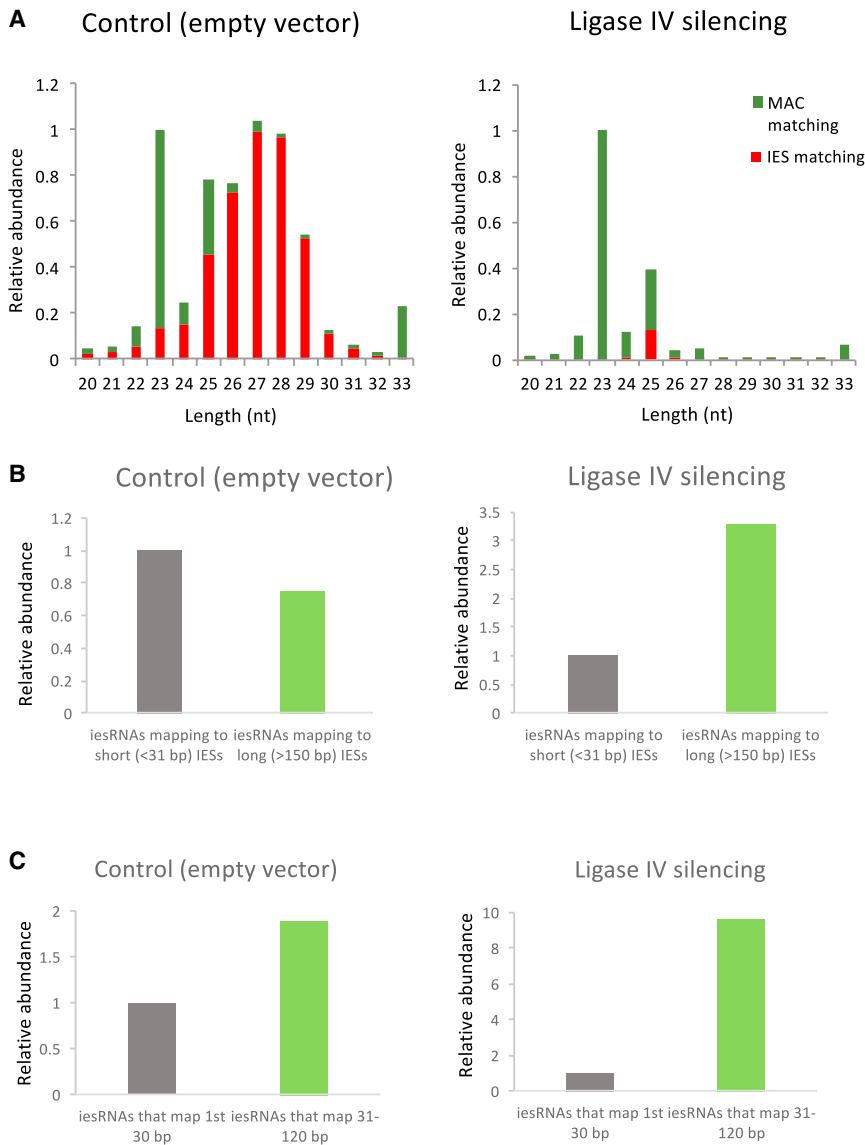 A
Control (empty vector)
Ligase IV silencing
1.2
1
0.8
0.6
0.4
0.2
0
Relative abundance
20 21 22 23 24 25 26 27 28 29 30 31 32 33
Length (nt)
1.2
1
0.8
0.6
0.4
0.2
0
Relative abundance
20 21 22 23 24 25 26 27 28 29 30 31 32 33
Length (nt)
MAC
matching
IES matching
B
Control (empty vector)
1.2
1
0.8
0.6
0.4
0.2
0
Relative abundance
iesRNAs mapping to
short (<31 bp) IESs
iesRNAs mapping to
long (>150 bp) IESs
Ligase IV silencing
3.5
3
2.5
2
1.5
1
0.5
0
Relative abundance
iesRNAs mapping to
short (<31 bp) IESs
iesRNAs mapping to
long (>150 bp) IESs
C
Control (empty vector)
2
1.5
1
0.5
0
Relative abundance
iesRNAs that map 1st
30 bp
iesRNAs that map 31-
120 bp
Ligase IV silencing
10
8
6
4
2
0
Relative abundance
iesRNAs that map 1st
30 bp
iesRNAs that map 31-
120 bp